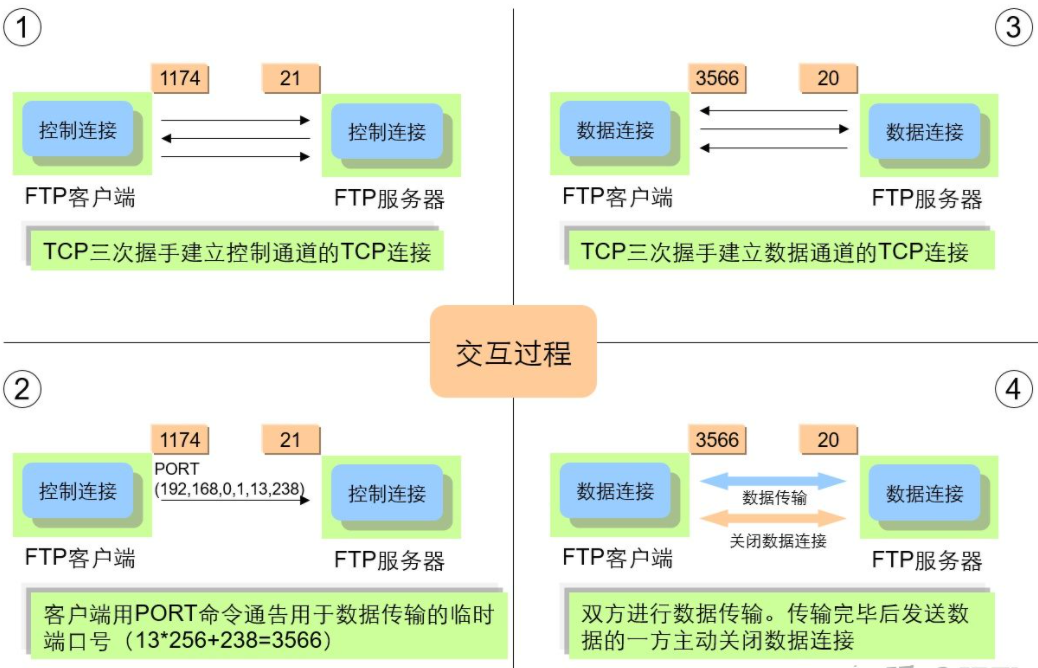 ①
1174
21
控制连接
控制连接
FTP客户端
FTP服务器
TCP三次握手建立控制通道的TCP连接
③
3566
20
数据连接
数据连接
FTP客户端
FTP服务器
TCP三次握手建立数据通道的TCP连接
交互过程
②
1174
21
PORT
(192,168,0,1,13,238)
控制连接
控制连接
FTP客户端
FTP服务器
客户端用PORT命令通告用于数据传输的临时
端口号（13*256+238=3566）
④
3566
20
数据连接
数据传输
数据连接
关闭数据连接
FTP客户端
FTP服务器
双方进行数据传输。传输完毕后发送数
据的一方主动关闭数据连接